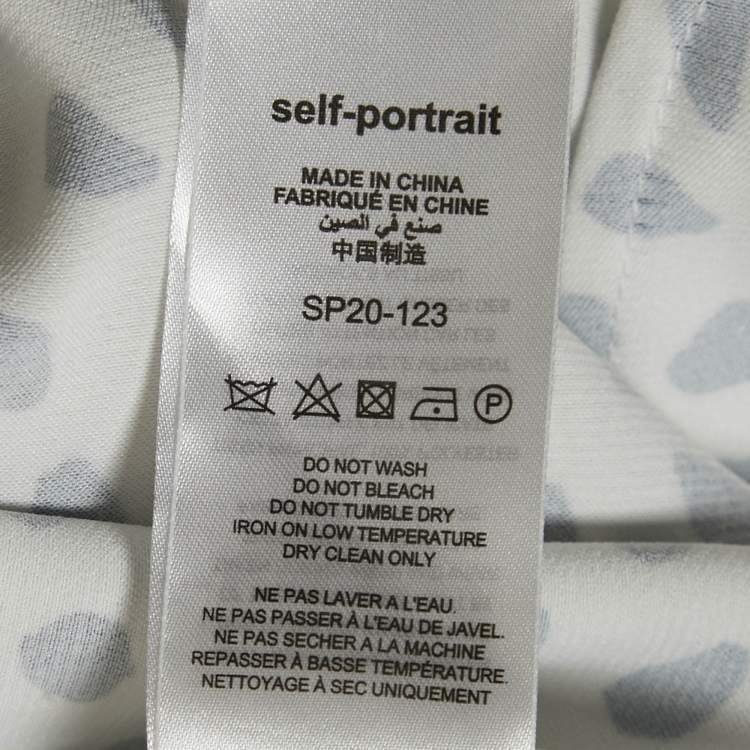 self-portrait
MADE IN CHINA
FABRIQUÉ EN CHINE
صنع في الصين
中国制造
SP20-123
P
DO NOT WASH
DO NOT BLEACH
DO NOT TUMBLE DRY
IRON ON LOW TEMPERATURE
DRY CLEAN ONLY
NE PAS LAVER A L'EAU.
NE PAS PASSER À L'EAU DE JAVEL.
NE PAS SECHER A LA MACHINE
REPASSER À BASSE TEMPÉRATURE.
NETTOYAGE À SEC UNIQUEMENT